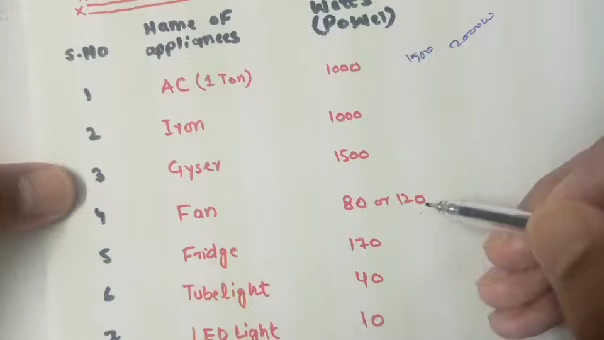 S.No Name of appliances Watts (Power)
1500 2000W
1 AC (1 Ton) 1000
2 Iron 1000
3 Gyser 1500
4 Fan 80 or 120
5 Fridge 170
6 Tubelight 40
7 LED Light 10